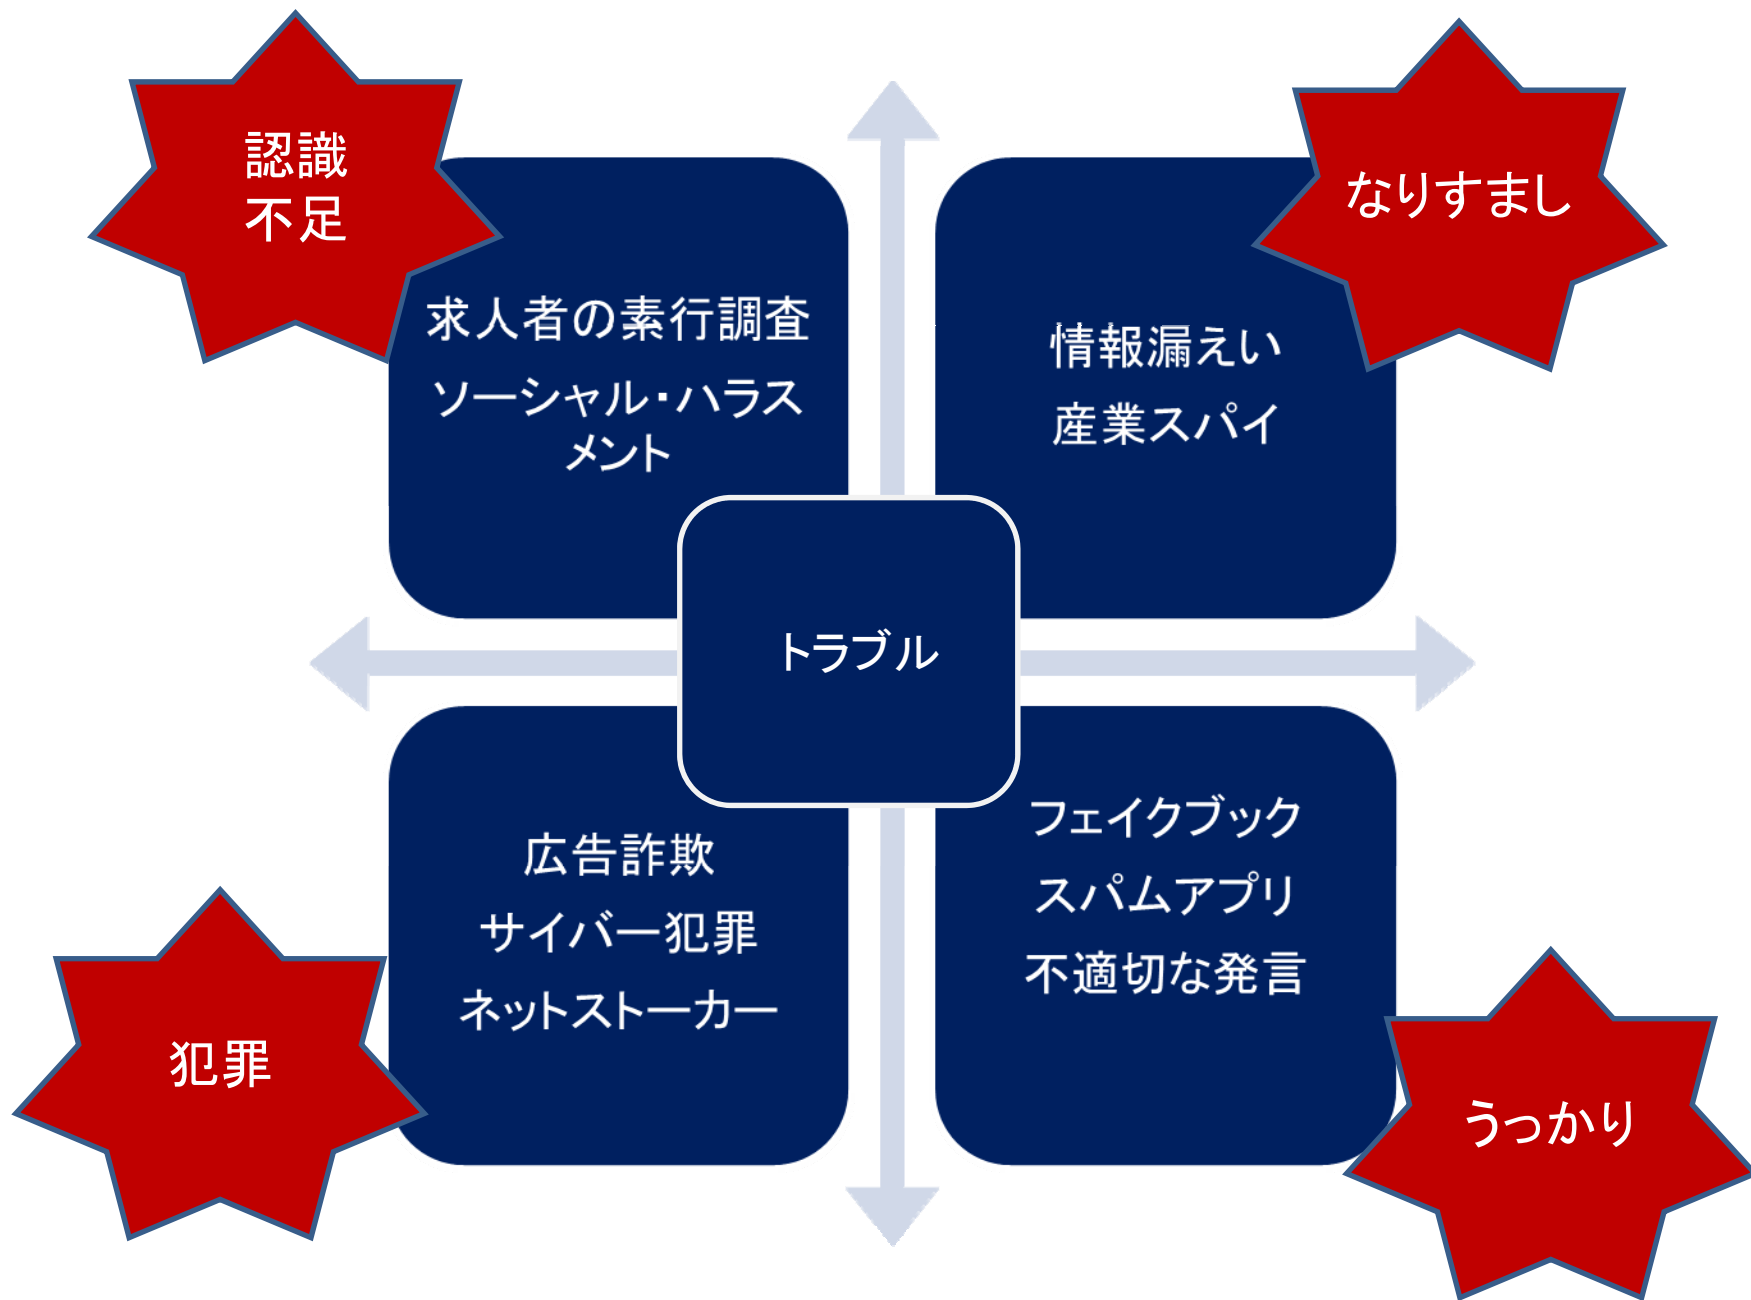 認識
不足
なりすまし
求人者の素行調査
ソーシャル・ハラス
メント
情報漏えい
産業スパイ
トラブル
広告詐欺
サイバー犯罪
ネットストーカー
フェイクブック
スパムアプリ
不適切な発言
犯罪
うっかり